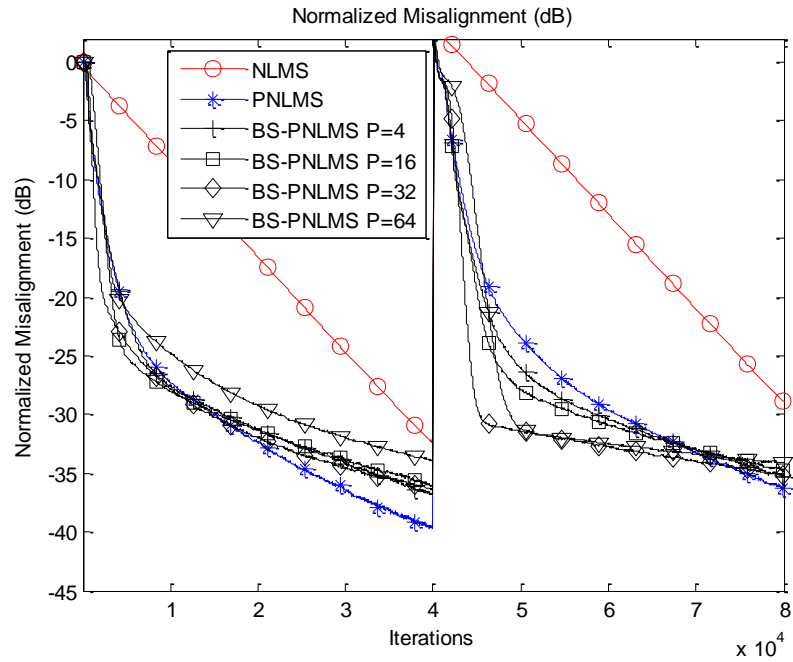 Normalized Misalignment (dB)
Normalized Misalignment (dB)
0
-5
-10
-15
-20
-25
-30
-35
-40
-45
NLMS
PNLMS
BS-PNLMS P=4
BS-PNLMS P=16
BS-PNLMS P=32
BS-PNLMS P=64
1 2 3 4 5 6 7 8
Iterations
x 10^4